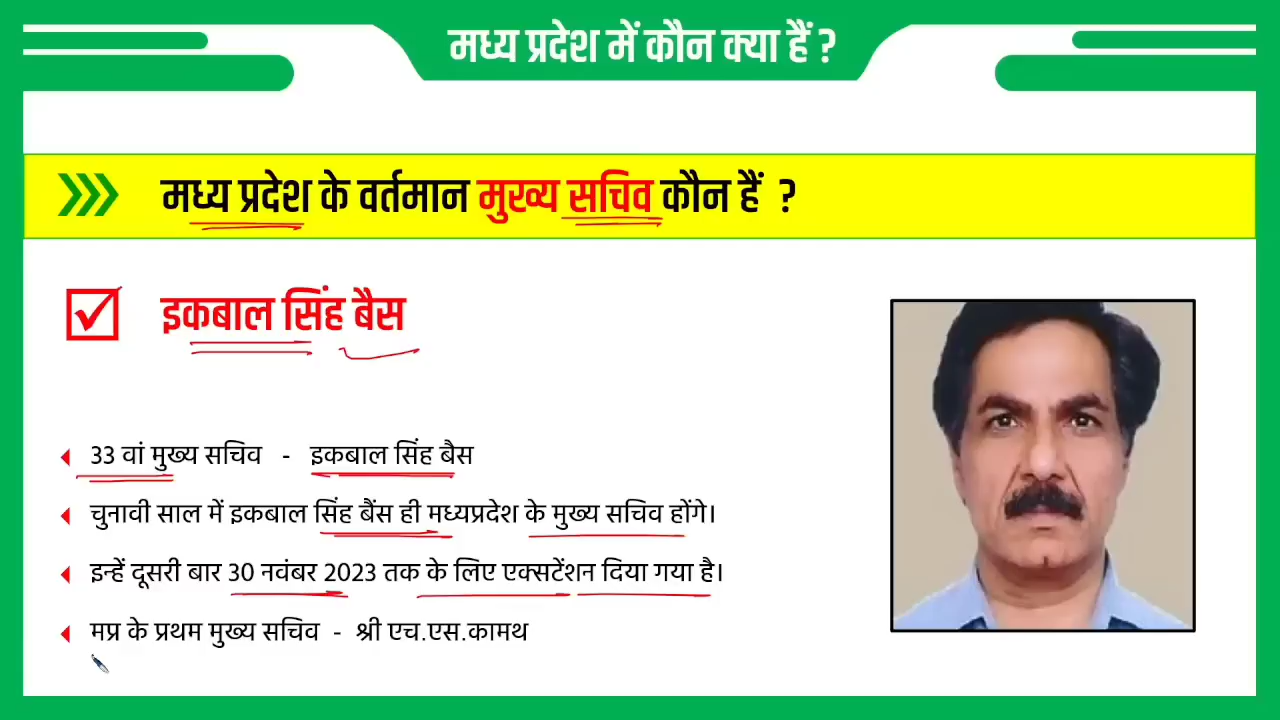 मध्य प्रदेश में कौन क्या हैं ?
मध्य प्रदेश के वर्तमान मुख्य सचिव कौन हैं ?
इकबाल सिंह बैस
33 वां मुख्य सचिव - इकबाल सिंह बैस
चुनावी साल में इकबाल सिंह बैंस ही मध्यप्रदेश के मुख्य सचिव होंगे।
इन्हें दूसरी बार 30 नवंबर 2023 तक के लिए एक्सटेंशन दिया गया है।
मप्र के प्रथम मुख्य सचिव - श्री एच.एस.कामथ